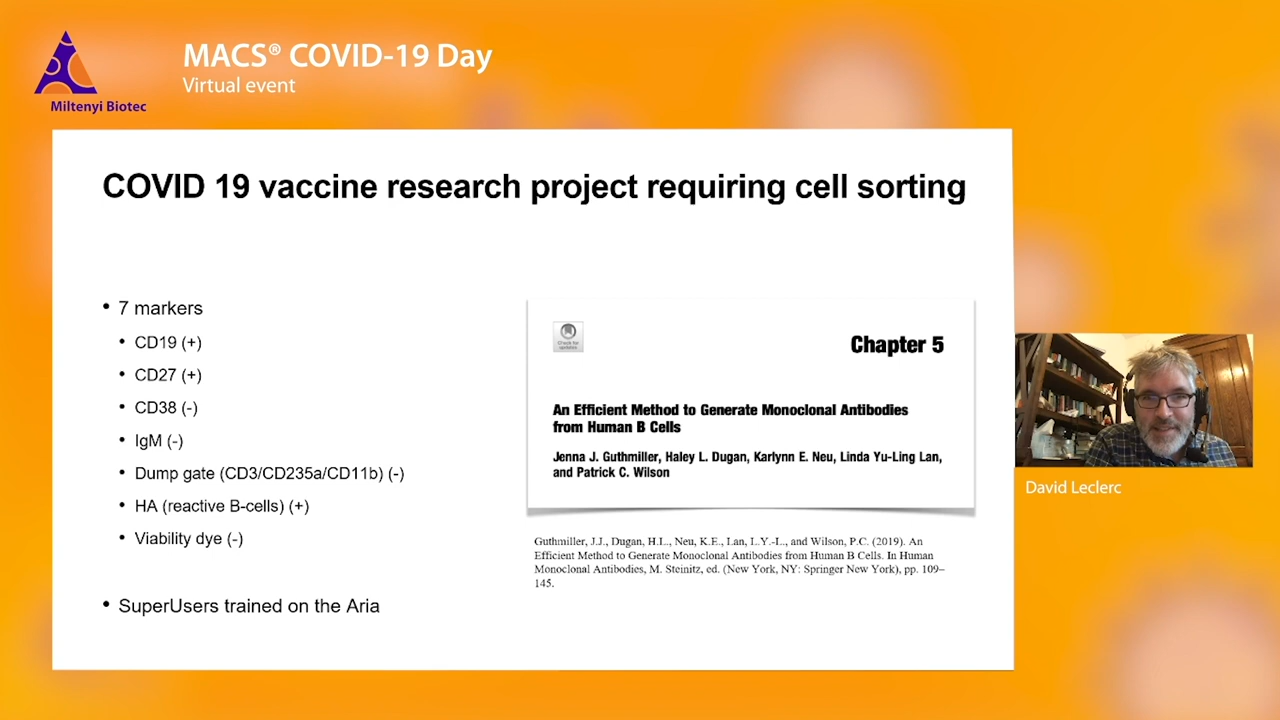 MACS® COVID-19 Day
Virtual event
Miltenyi Biotec
COVID 19 vaccine research project requiring cell sorting
• 7 markers
• CD19 (+)
• CD27 (+)
• CD38 (-)
• IgM (-)
• Dump gate (CD3/CD235a/CD11b) (-)
• HA (reactive B-cells) (+)
• Viability dye (-)
• SuperUsers trained on the Aria
Check for
updates
Chapter 5
An Efficient Method to Generate Monoclonal Antibodies
from Human B Cells
Jenna J. Guthmiller, Haley L. Dugan, Karlynn E. Neu, Linda Yu-Ling Lan,
and Patrick C. Wilson
Guthmiller, J.J., Dugan, H.L., Neu, K.E., Lan, L.Y.-L., and Wilson, P.C. (2019). An
Efficient Method to Generate Monoclonal Antibodies from Human B Cells. In Human
Monoclonal Antibodies, M. Steinitz, ed. (New York, NY: Springer New York), pp. 109–
145.
David Leclerc